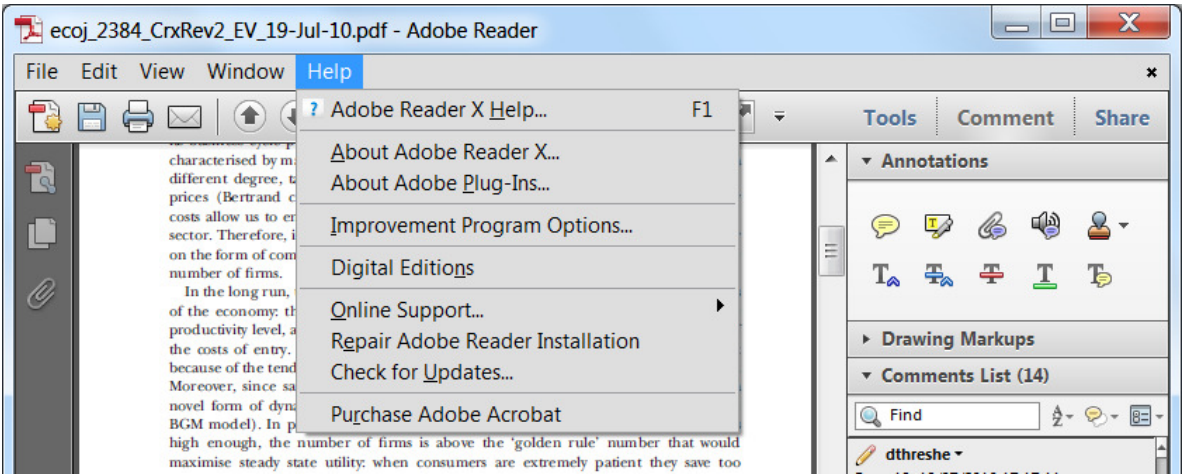 ecoj_2384_CrxRev2_EV_19-Jul-10.pdf - Adobe Reader
File Edit View Window Help
Tools Comment Share
? Adobe Reader X Help... F1
About Adobe Reader X...
About Adobe Plug-Ins...
Improvement Program Options...
Digital Editions
Online Support...
Repair Adobe Reader Installation
Check for Updates...
Purchase Adobe Acrobat
characterised by
different degree,
prices (Bertrand
costs allow us to
sector. Therefore,
on the form of
number of firms.
In the long run,
of the economy:
productivity level,
the costs of entry.
because of the
Moreover, since
novel form of
BGM model). In
high enough, the number of firms is above the ‘golden rule’ number that would
maximise steady state utility: when consumers are extremely patient they save too
Annotations
Drawing Markups
Comments List (14)
Find
dthreshe